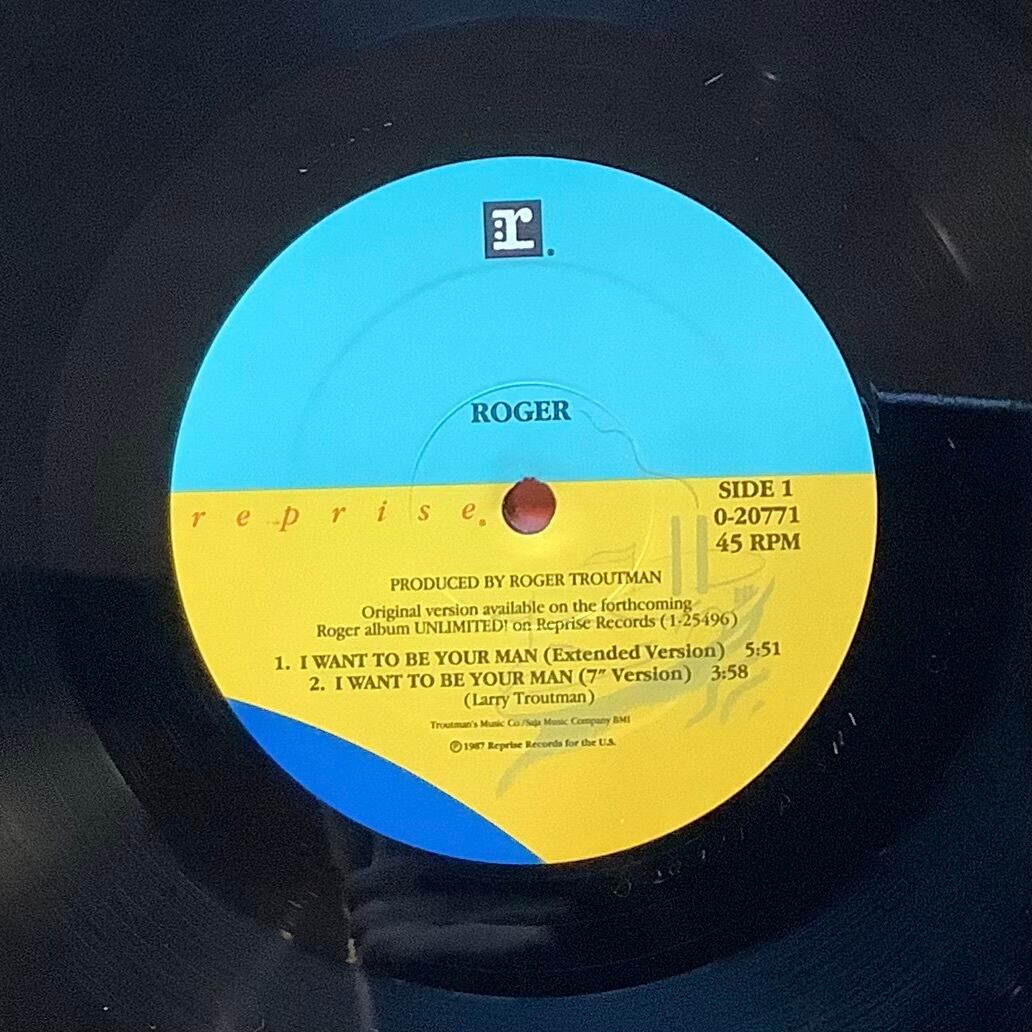 r
ROGER
reprise
SIDE 1
0-20771
45 RPM
PRODUCED BY ROGER TROUTMAN
Original version available on the forthcoming
Roger album UNLIMITED! on Reprise Records (1-25496)
1. I WANT TO BE YOUR MAN (Extended Version) 5:51
2. I WANT TO BE YOUR MAN (7″ Version) 3:58
(Larry Troutman)
Troutman's Music Co./Saja Music Company BMI
℗ 1987 Reprise Records for the U.S.